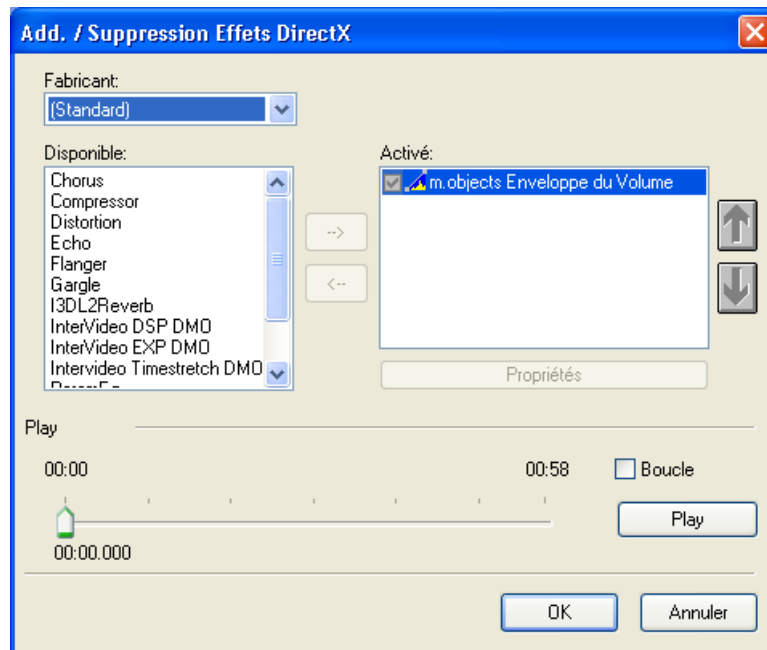 Add. / Suppression Effets DirectX
Fabricant:
(Standard)
Disponible:
Activé:
Chorus
Compressor
Distortion
Echo
Flanger
Gargle
I3DL2Reverb
InterVideo DSP DMO
InterVideo EXP DMO
Intervideo Timestretch DMO
-->
<--
m.objects Enveloppe du Volume
Propriétés
Play
00:00
00:58
Boucle
Play
00:00.000
OK
Annuler